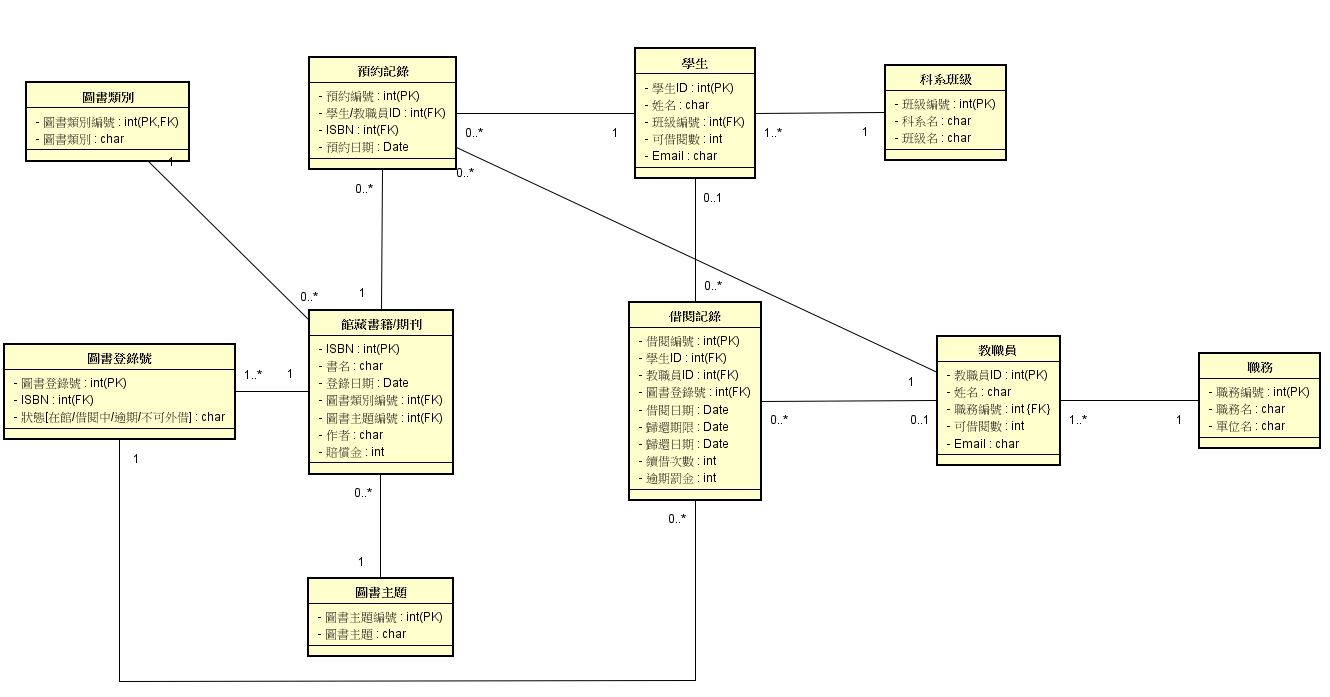 圖書類別
- 圖書類別編號 : int(PK,FK)
- 圖書類別 : char
1
0..*
預約記錄
- 預約編號 : int(PK)
- 學生/教職員ID : int(FK)
- ISBN : int(FK)
- 預約日期 : Date
0..*
1
0..*
0..*
1
學生
- 學生ID : int(PK)
- 姓名 : char
- 班級編號 : int(FK)
- 可借閱數 : int
- Email : char
1..*
1
0..1
0..*
科系班級
- 班級編號 : int(PK)
- 科系名 : char
- 班級名 : char
圖書登錄號
- 圖書登錄號 : int(PK)
- ISBN : int(FK)
- 狀態[在館/借閱中/逾期/不可外借] : char
1..*
1
1
館藏書籍/期刊
- ISBN : int(PK)
- 書名 : char
- 登錄日期 : Date
- 圖書類別編號 : int(FK)
- 圖書主題編號 : int(FK)
- 作者 : char
- 賠償金 : int
0..*
1
借閱記錄
- 借閱編號 : int(PK)
- 學生ID : int(FK)
- 教職員ID : int(FK)
- 圖書登錄號 : int(FK)
- 借閱日期 : Date
- 歸還期限 : Date
- 歸還日期 : Date
- 續借次數 : int
- 逾期罰金 : int
0..*
0..1
0..*
1
教職員
- 教職員ID : int(PK)
- 姓名 : char
- 職務編號 : int {FK}
- 可借閱數 : int
- Email : char
1..*
1
職務
- 職務編號 : int(PK)
- 職務名 : char
- 單位名 : char
圖書主題
- 圖書主題編號 : int(PK)
- 圖書主題 : char